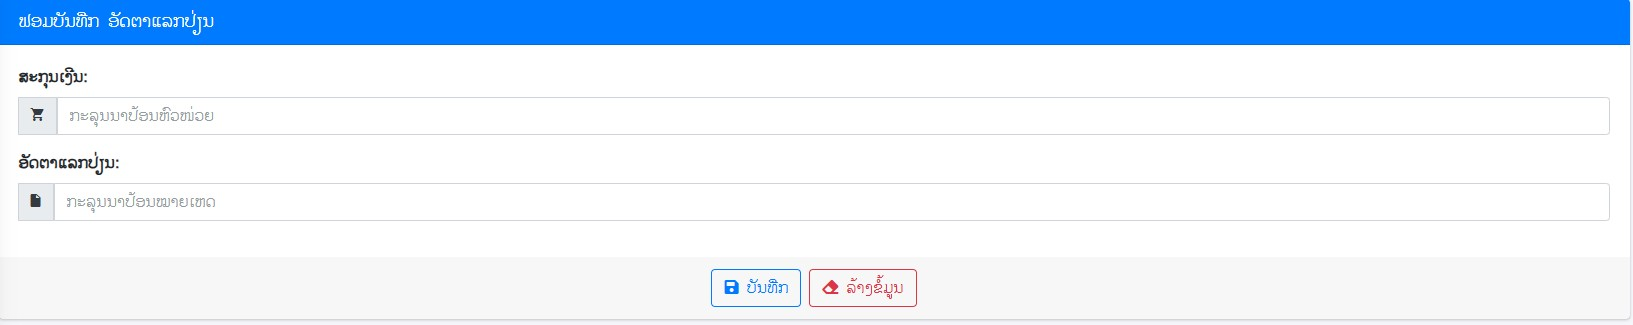 ຟອມບັນທຶກ ອັດຕາແລກປ່ຽນ
ສະກຸນເງິນ:
ກະລຸນນາປ້ອນຫົວໜ່ວຍ
ອັດຕາແລກປ່ຽນ:
ກະລຸນນາປ້ອນໝາຍເຫດ
ບັນທຶກ
ລ້າງຂໍ້ມູນ